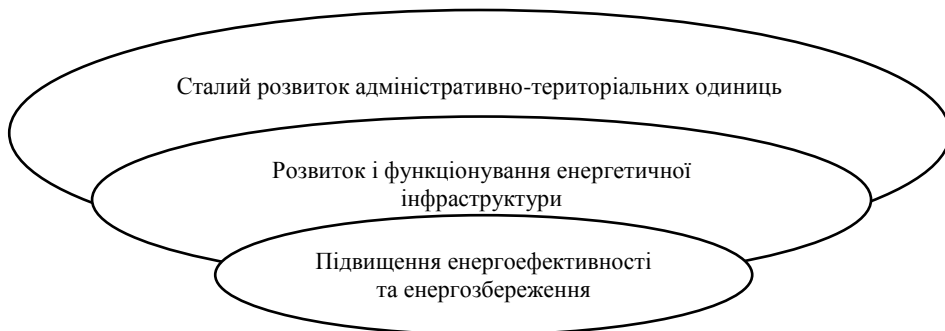 Сталий розвиток адміністративно-територіальних одиниць
Розвиток і функціонування енергетичної
інфраструктури
Підвищення енергоефективності
та енергозбереження